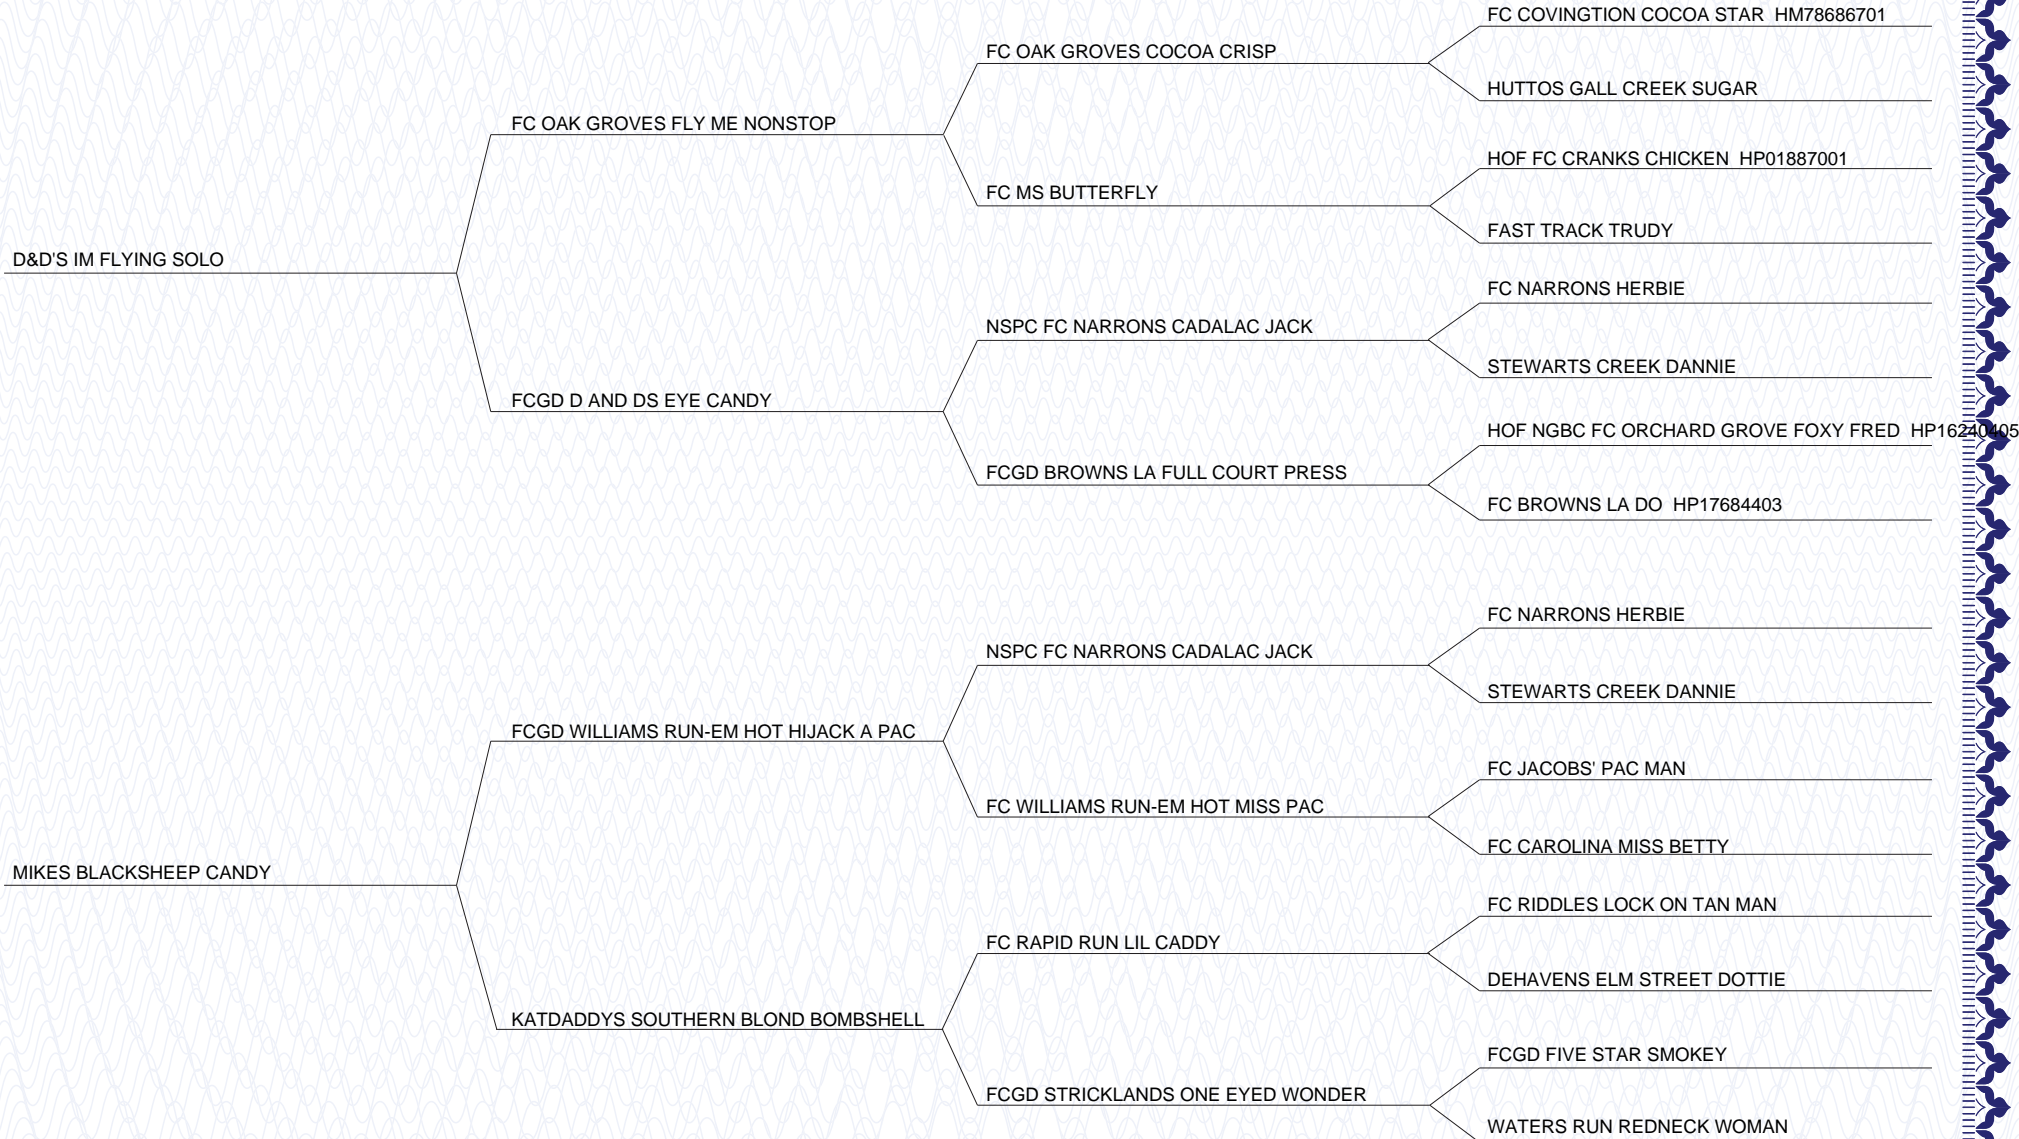 FC COVINGTION COCOA STAR HM78686701
FC OAK GROVES COCOA CRISP
HUTTOS GALL CREEK SUGAR
FC OAK GROVES FLY ME NONSTOP
HOF FC CRANKS CHICKEN HP01887001
FC MS BUTTERFLY
FAST TRACK TRUDY
D&D'S IM FLYING SOLO
FC NARRONS HERBIE
NSPC FC NARRONS CADALAC JACK
STEWARTS CREEK DANNIE
FCGD D AND DS EYE CANDY
HOF NGBC FC ORCHARD GROVE FOXY FRED HP16240405
FCGD BROWNS LA FULL COURT PRESS
FC BROWNS LA DO HP17684403
FC NARRONS HERBIE
NSPC FC NARRONS CADALAC JACK
STEWARTS CREEK DANNIE
FCGD WILLIAMS RUN-EM HOT HIJACK A PAC
FC JACOBS' PAC MAN
FC WILLIAMS RUN-EM HOT MISS PAC
FC CAROLINA MISS BETTY
MIKES BLACKSHEEP CANDY
FC RIDDLES LOCK ON TAN MAN
FC RAPID RUN LIL CADDY
DEHAVENS ELM STREET DOTTIE
KATDADDYS SOUTHERN BLOND BOMBSHELL
FCGD FIVE STAR SMOKEY
FCGD STRICKLANDS ONE EYED WONDER
WATERS RUN REDNECK WOMAN